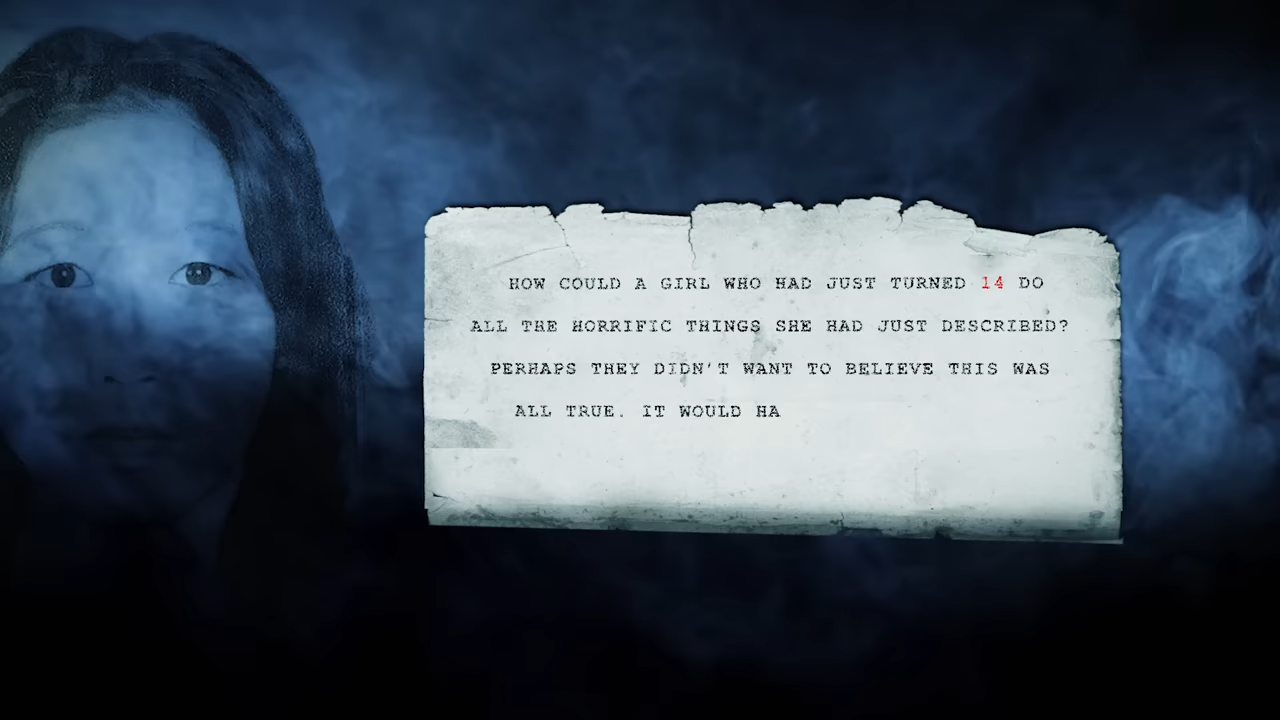 HOW COULD A GIRL WHO HAD JUST TURNED 14 DO
ALL THE HORRIFIC THINGS SHE HAD JUST DESCRIBED?
PERHAPS THEY DIDN'T WANT TO BELIEVE THIS WAS
ALL TRUE. IT WOULD HA